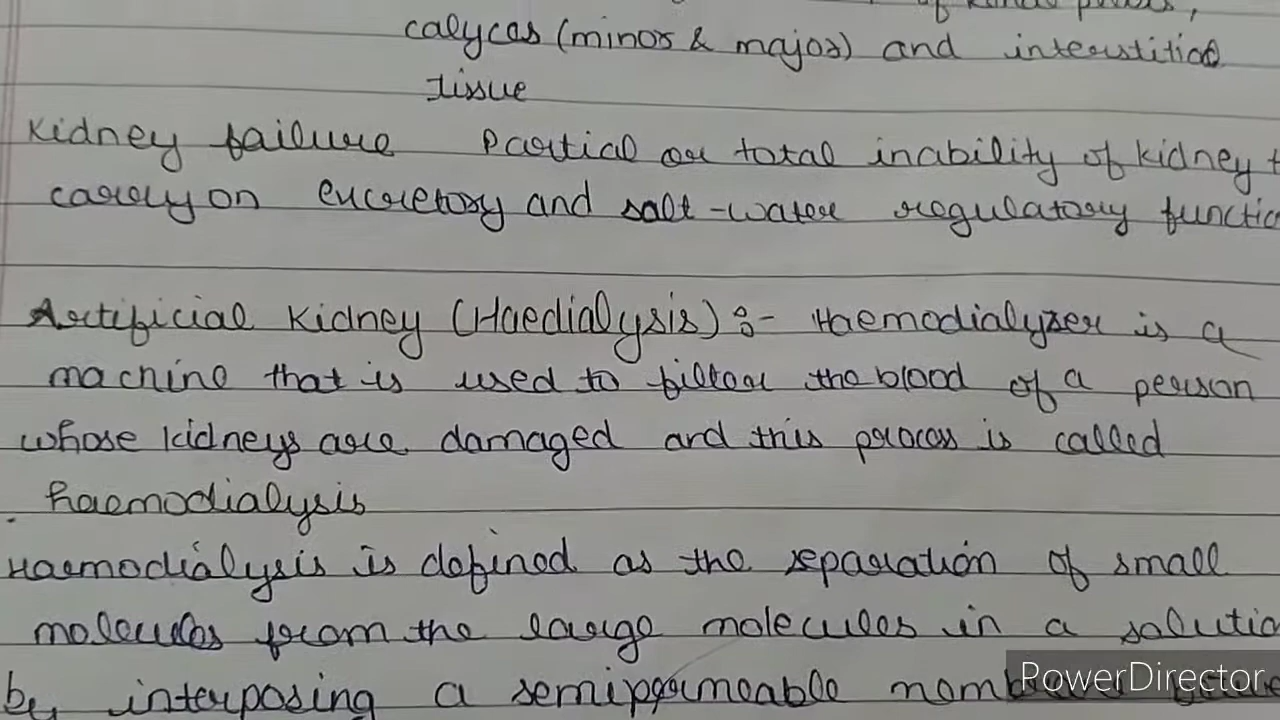 calyces (minor & major) and interstitial
tissue
Kidney failure Partial or total inability of kidney t
carry on excretory and salt-water regulatory functio
Artificial Kidney (Haedialysis) :- Haemodialyzer is a
machine that is used to filter the blood of a person
whose kidneys are damaged and this process is called
haemodialysis
Haemodialysis is defined as the separation of small
molecules from the large molecules in a solutio
by interposing a semipermeable
PowerDirector